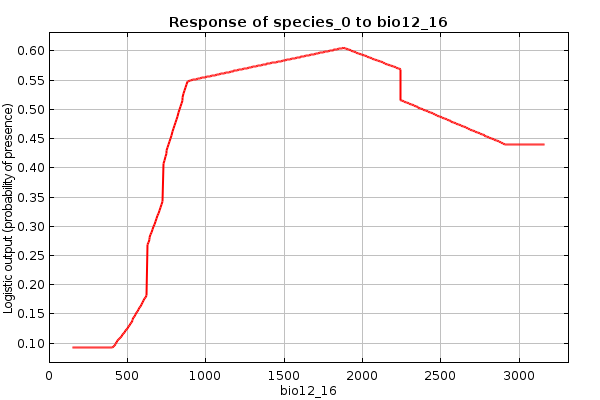 Response of species_0 to bio12_16
Logistic output (probability of presence)
0.60
0.55
0.50
0.45
0.40
0.35
0.30
0.25
0.20
0.15
0.10
0 500 1000 1500 2000 2500 3000
bio12_16